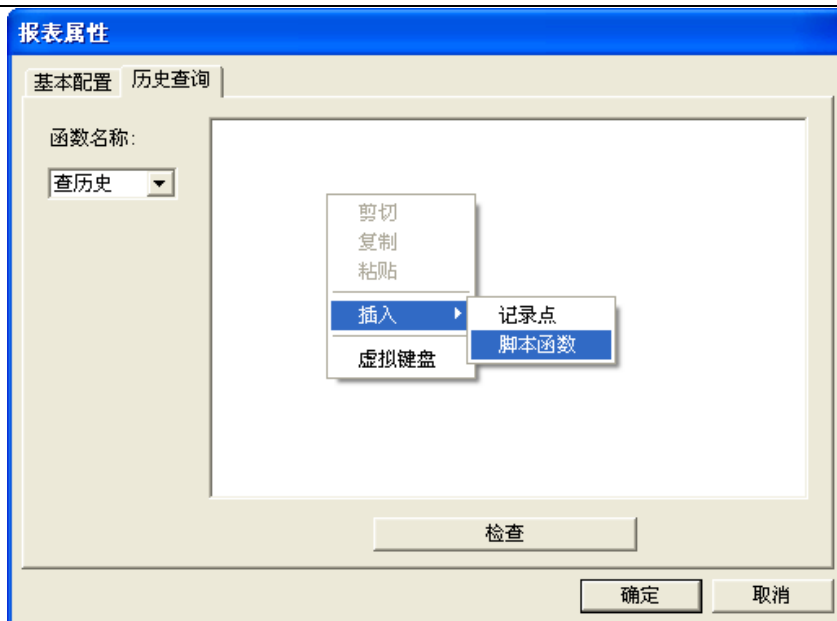 报表属性
基本配置 历史查询
函数名称:
查历史
剪切
复制
粘贴
插入
记录点
脚本函数
虚拟键盘
检查
确定 取消